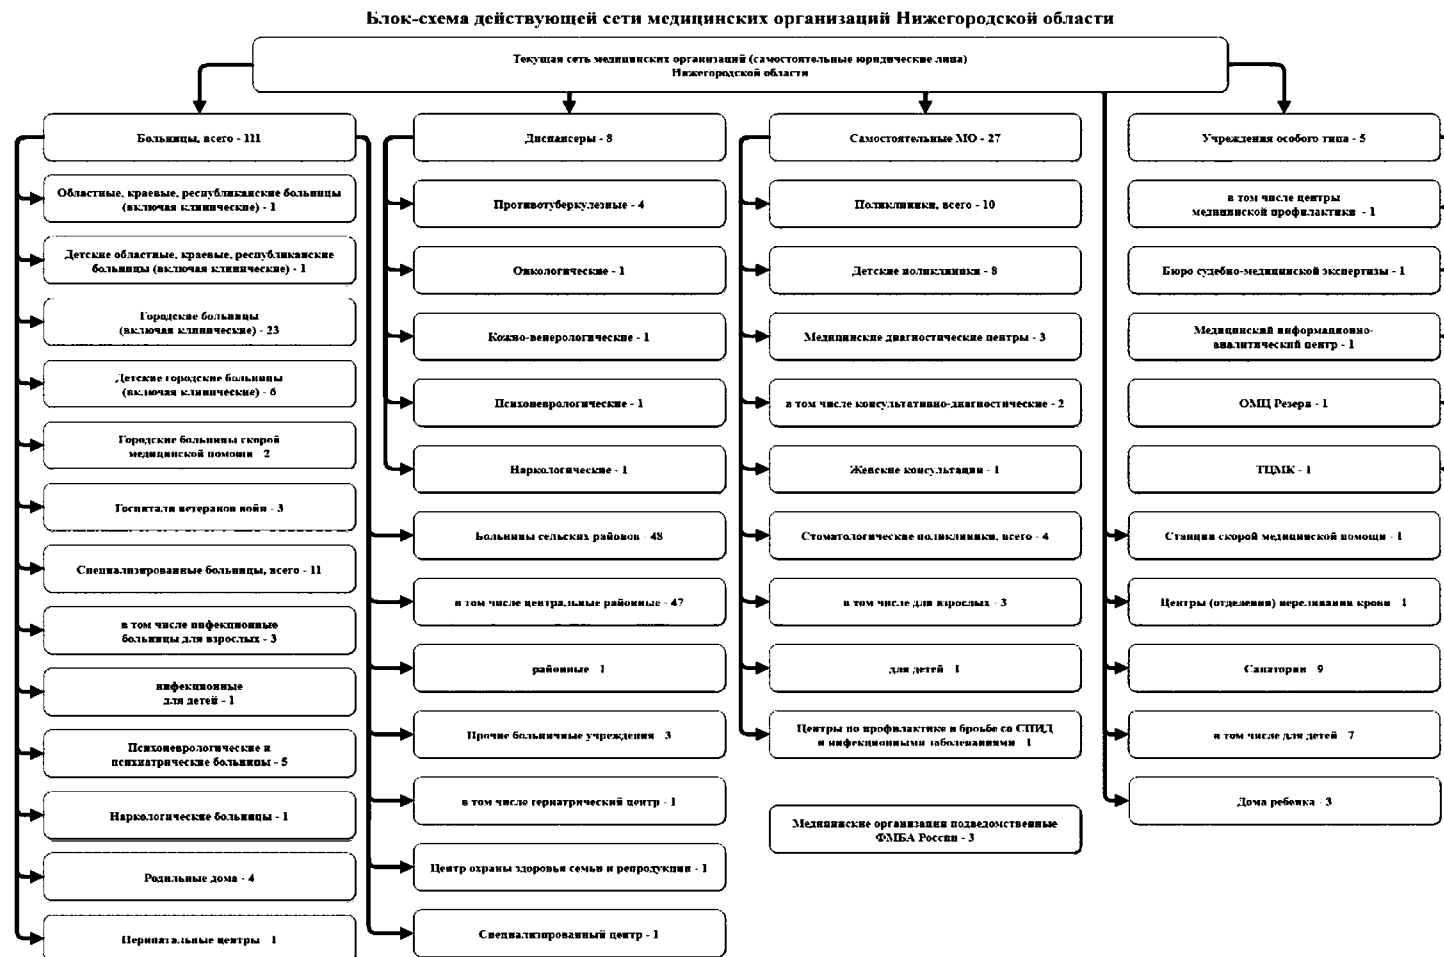 Блок-схема действующей сети медицинских организаций Нижегородской области
Текущая сеть медицинских организаций (самостоятельные юридические лица)
Нижегородской области
Больницы, всего - 111
Областные, краевые, республиканские больницы
(включая клинические) - 1
Детские областные, краевые, республиканские
больницы (включая клинические) - 1
Городские больницы
(включая клинические) - 23
Детские городские больницы
(включая клинические) - 6
Городские больницы скорой
медицинской помощи - 2
Госпитали ветеранов войн - 3
Специализированные больницы, всего - 11
в том числе инфекционные
больницы для взрослых - 3
инфекционные
для детей - 1
Психоневрологические и
психиатрические больницы - 5
Наркологические больницы - 1
Родильные дома - 4
Перинатальные центры - 1
Диспансеры - 8
Противотуберкулезные - 4
Онкологические - 1
Кожно-венерологические - 1
Психоневрологические - 1
Наркологические - 1
Больницы сельских районов - 48
в том числе центральные районные - 47
районные - 1
Прочие больничные учреждения - 3
в том числе гериатрический центр - 1
Центр охраны здоровья семьи и репродукции - 1
Специализированный центр - 1
Самостоятельные МО - 27
Поликлиники, всего - 10
Детские поликлиники - 8
Медицинские диагностические центры - 3
в том числе консультативно-диагностические - 2
Женские консультации - 1
Стоматологические поликлиники, всего - 4
в том числе для взрослых - 3
для детей - 1
Центры по профилактике и бробье со СПИД
и инфекционными заболеваниями - 1
Медицинские организации подведомственные
ФМБА России - 3
Учреждения особого типа - 5
в том числе центры
медицинской профилактики - 1
Бюро судебно-медицинской экспертизы - 1
Медицинский информационно-
аналитический центр - 1
ОМЦ Резерв - 1
ТЦМК - 1
Станции скорой медицинской помощи - 1
Центры (отделения) переливания крови - 1
Санатории - 9
в том числе для детей - 7
Дома ребенка - 3